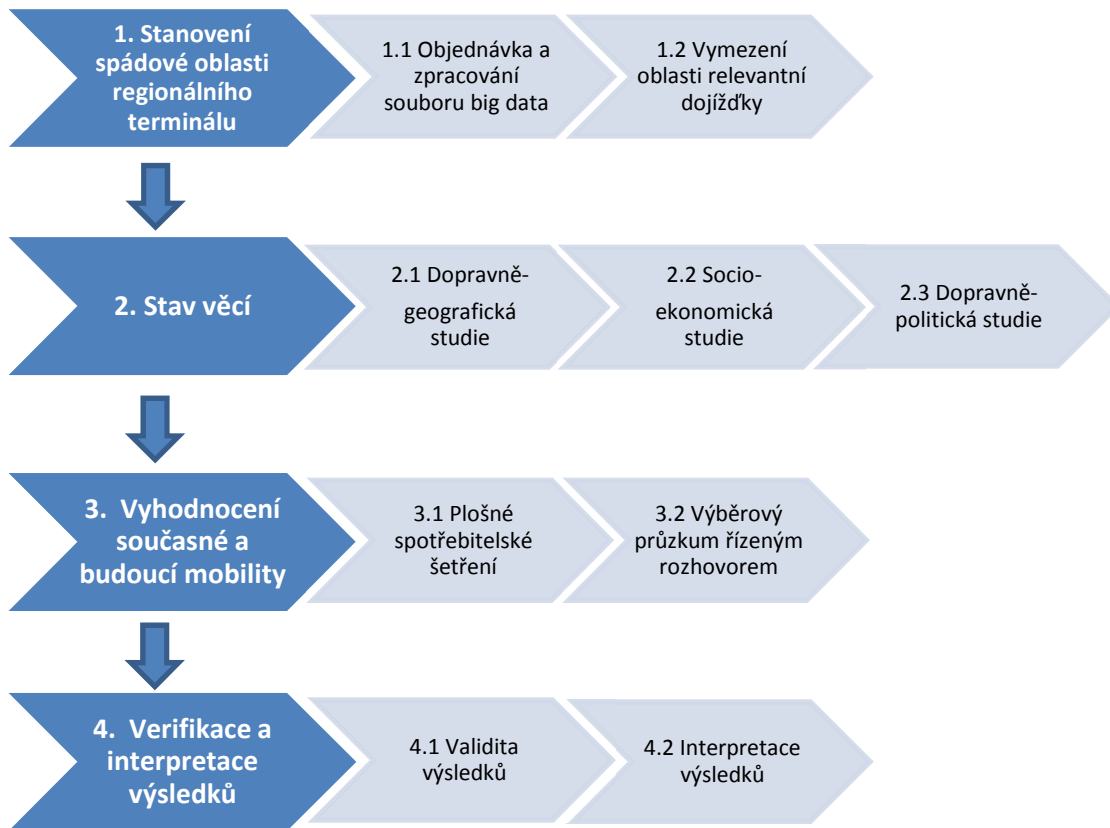 1. Stanovení
spádové oblasti
regionálního
terminálu
1.1 Objednávka a
zpracování
souboru big data
1.2 Vymezení
oblasti relevantní
dojížďky
2. Stav věcí
2.1 Dopravně-
geografická
studie
2.2 Socio-
ekonomická
studie
2.3 Dopravně-
politická studie
3. Vyhodnocení
současné a
budoucí mobility
3.1 Plošné
spotřebitelské
šetření
3.2 Výběrový
průzkum řízeným
rozhovorem
4. Verifikace a
interpretace
výsledků
4.1 Validita
výsledků
4.2 Interpretace
výsledků